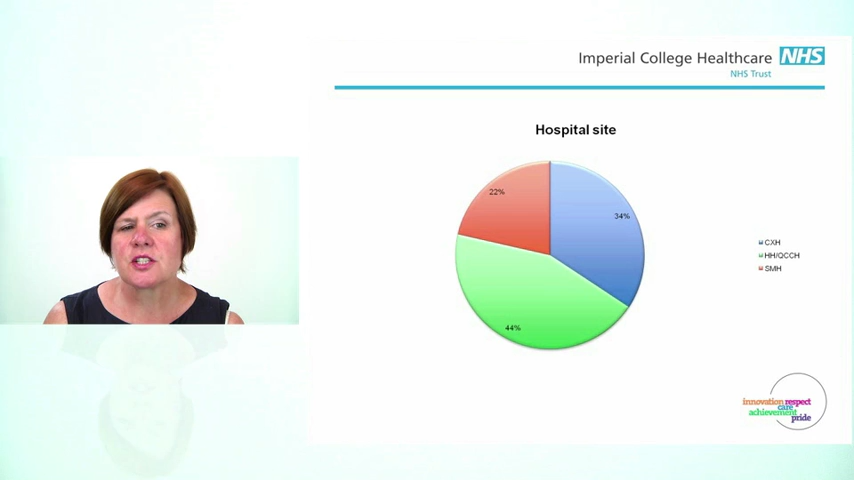 Imperial College Healthcare NHS
NHS Trust
Hospital site
22%
34%
44%
CXH
HH/QCCH
SMH
innovation respect
care
achievement
pride